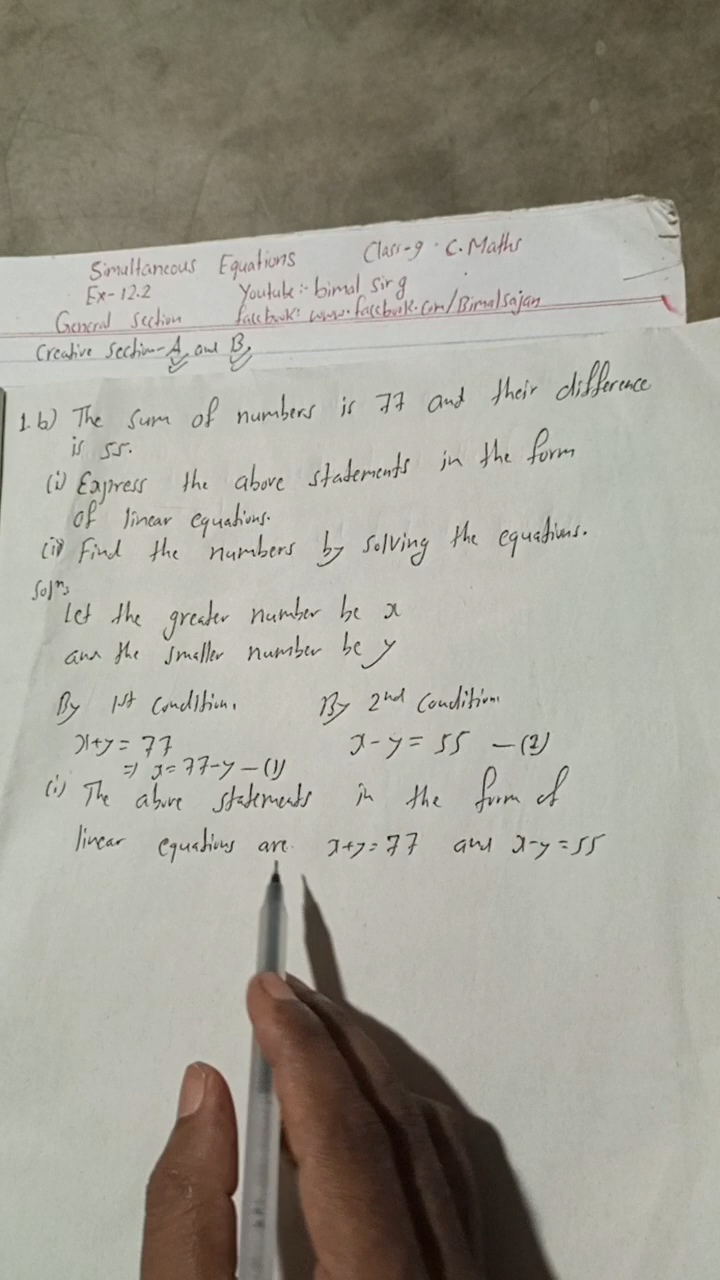 Simultaneous Equations Class-9 C. Maths
Ex-12.2 Youtube:- bimal sir g
General section facebook: www.facebook.com/Bimalsajan
Creative section-A and B
1.b) The sum of numbers is 77 and their difference
is 55.
(i) Express the above statements in the form
of linear equations.
(ii) Find the numbers by solving the equations.
Solⁿ,
Let the greater number be x
and the smaller number be y
By 1st condition, By 2nd condition
x+y = 77 x-y = 55 —(2)
⇒ x=77-y —(1)
(i) The above statements in the form of
linear equations are x+y=77 and x-y=55